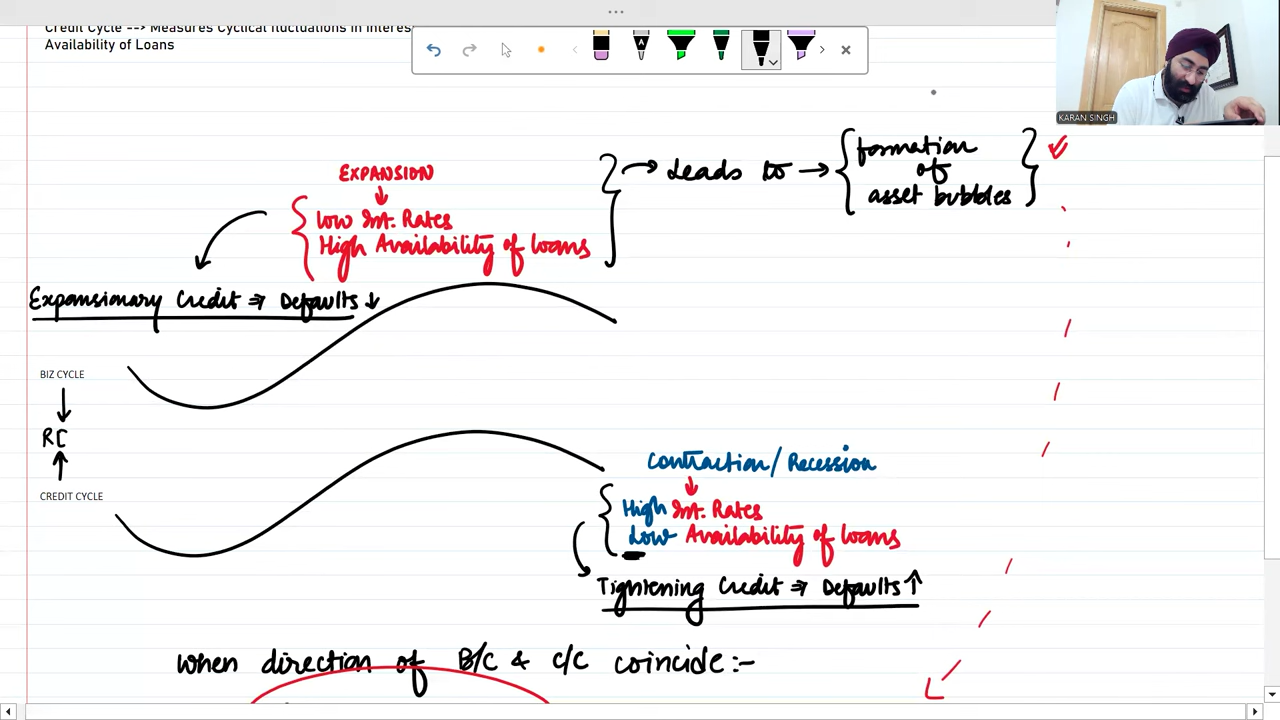 Credit Cycle --> Measures Cyclical fluctuations in Interes
Availability of Loans
KARAN SINGH
EXPANSION
Low Int. Rates
High Availability of loans
Leads to
formation
of
asset bubbles
Expansionary Credit ⇒ Defaults ↓
BIZ CYCLE
CREDIT CYCLE
Contraction/Recession
High Int. Rates
Low Availability of loans
Tightening Credit ⇒ Defaults ↑
when direction of B/C & C/C coincide:-